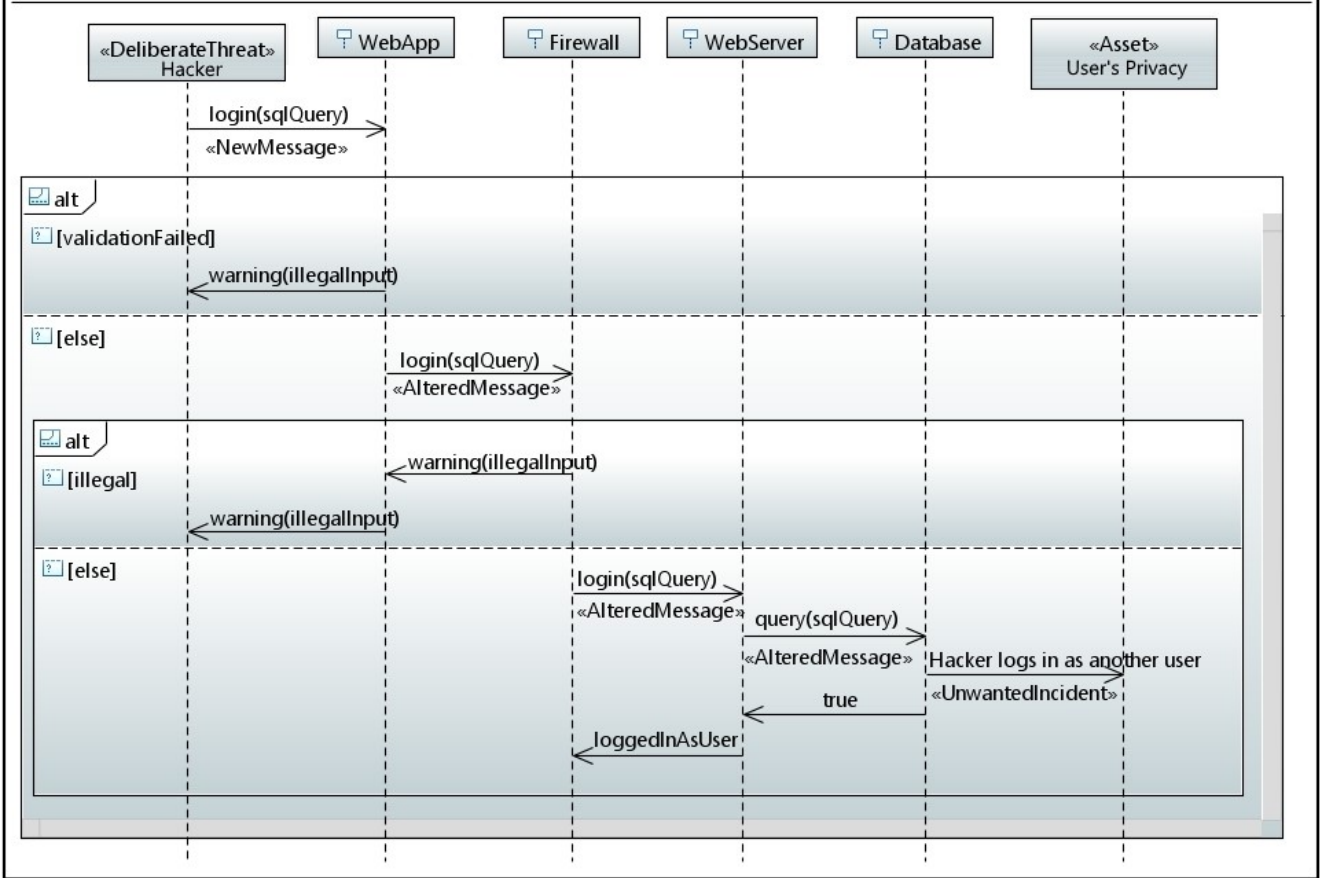 «DeliberateThreat»
Hacker
WebApp
Firewall
WebServer
Database
«Asset»
User's Privacy
login(sqlQuery)
«NewMessage»
alt
[validationFailed]
warning(illegalInput)
[else]
login(sqlQuery)
«AlteredMessage»
alt
[illegal]
warning(illegalInput)
warning(illegalInput)
[else]
login(sqlQuery)
«AlteredMessage»
query(sqlQuery)
«AlteredMessage»
Hacker logs in as another user
«UnwantedIncident»
true
loggedInAsUser